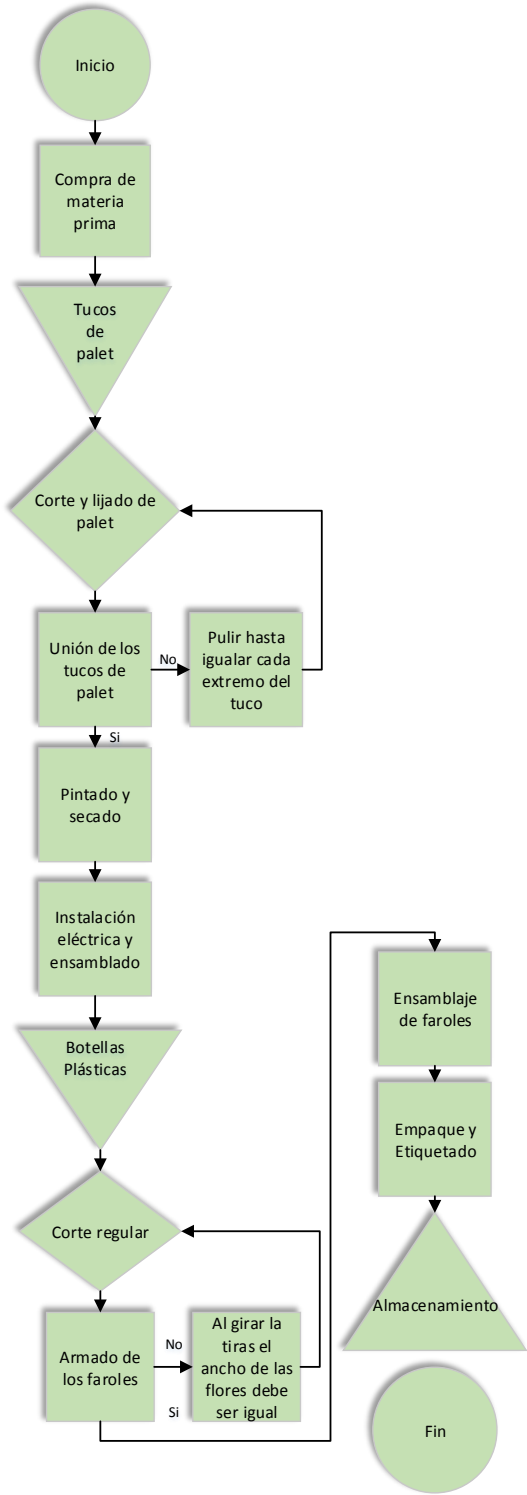 Inicio
Compra de
materia
prima
Tucos
de
palet
Corte y lijado de
palet
Unión de los
tucos de
palet
No
Pulir hasta
igualar cada
extremo del
tuco
Si
Pintado y
secado
Instalación
eléctrica y
ensamblado
Botellas
Plásticas
Corte regular
Armado de
los faroles
No
Al girar la
tiras el
ancho de las
flores debe
ser igual
Si
Ensamblaje
de faroles
Empaque y
Etiquetado
Almacenamiento
Fin